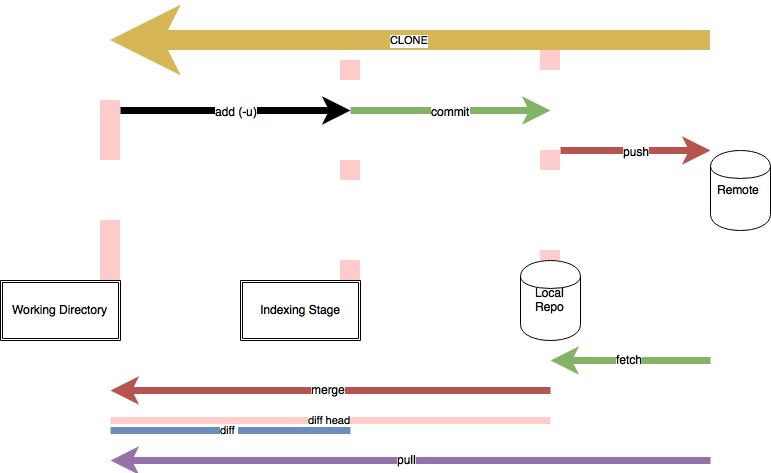 CLONE
add (-u)
commit
push
Remote
Working Directory
Indexing Stage
Local
Repo
fetch
merge
diff head
diff
pull